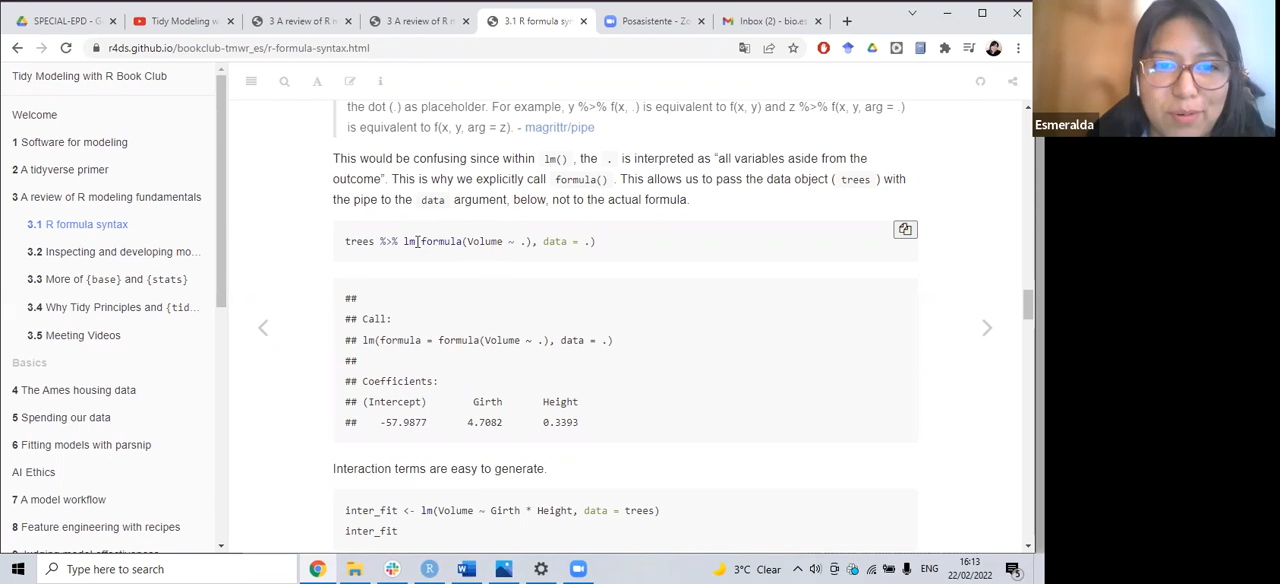 SPECIAL-EPD - G
Tidy Modeling w
3 A review of R m
3 A review of R m
3.1 R formula syn
Posasistente - Zo
Inbox (2) - bio.es
r4ds.github.io/bookclub-tmwr_es/r-formula-syntax.html
Tidy Modeling with R Book Club
Welcome
1 Software for modeling
2 A tidyverse primer
3 A review of R modeling fundamentals
3.1 R formula syntax
3.2 Inspecting and developing mo…
3.3 More of {base} and {stats}
3.4 Why Tidy Principles and {tid…
3.5 Meeting Videos
Basics
4 The Ames housing data
5 Spending our data
6 Fitting models with parsnip
AI Ethics
7 A model workflow
8 Feature engineering with recipes
9 Judging model effectiveness
the dot (.) as placeholder. For example, y %>% f(x, .) is equivalent to f(x, y) and z %>% f(x, y, arg = .)
is equivalent to f(x, y, arg = z). - magrittr/pipe
This would be confusing since within lm() , the . is interpreted as “all variables aside from the
outcome”. This is why we explicitly call formula() . This allows us to pass the data object ( trees ) with
the pipe to the data argument, below, not to the actual formula.
trees %>% lm(formula(Volume ~ .), data = .)
##
## Call:
## lm(formula = formula(Volume ~ .), data = .)
##
## Coefficients:
## (Intercept) Girth Height
## -57.9877 4.7082 0.3393
Interaction terms are easy to generate.
inter_fit <- lm(Volume ~ Girth * Height, data = trees)
inter_fit
Esmeralda
Type here to search
3°C Clear
ENG
16:13
22/02/2022
5